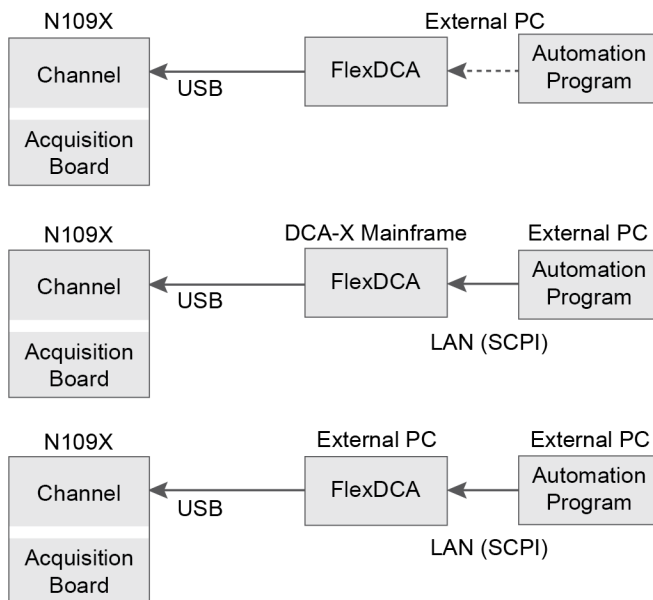 N109X
External PC
Channel
FlexDCA
Automation
Program
USB
Acquisition
Board
N109X
DCA-X Mainframe
External PC
Channel
FlexDCA
Automation
Program
USB
LAN (SCPI)
Acquisition
Board
N109X
External PC
External PC
Channel
FlexDCA
Automation
Program
USB
LAN (SCPI)
Acquisition
Board